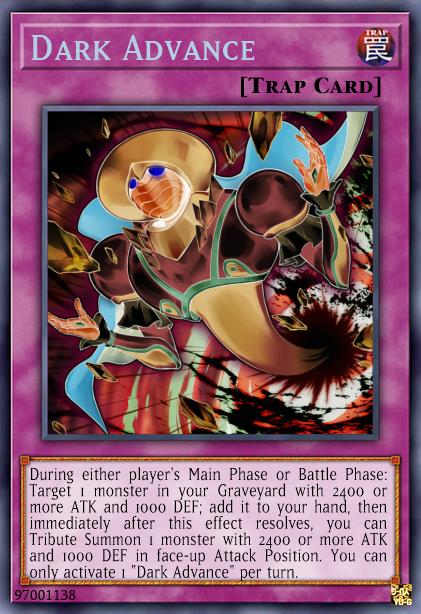 DARK ADVANCE
TRAP
罠
[TRAP CARD]
During either player's Main Phase or Battle Phase:
Target 1 monster in your Graveyard with 2400 or
more ATK and 1000 DEF; add it to your hand, then
immediately after this effect resolves, you can
Tribute Summon 1 monster with 2400 or more ATK
and 1000 DEF in face-up Attack Position. You can
only activate 1 "Dark Advance" per turn.
97001138